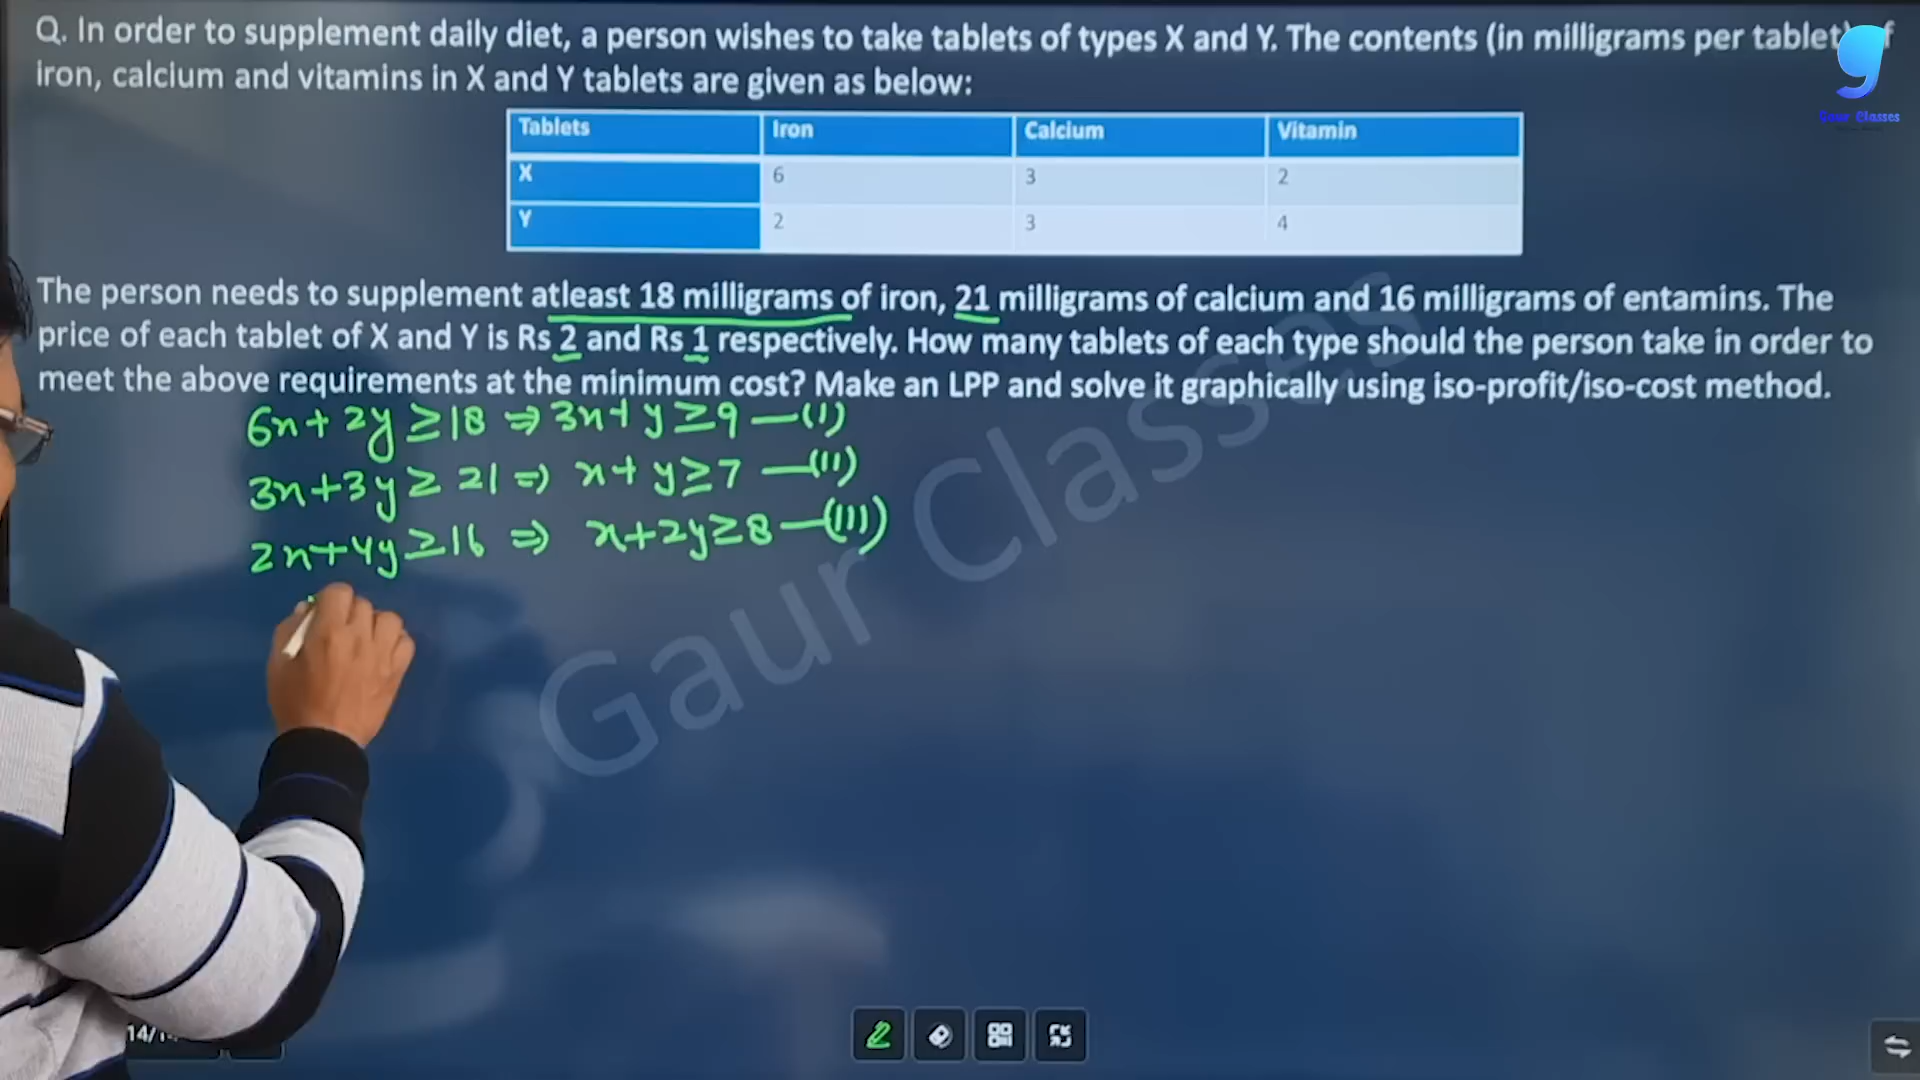 Q. In order to supplement daily diet, a person wishes to take tablets of types X and Y. The contents (in milligrams per tablet) of
iron, calcium and vitamins in X and Y tablets are given as below:
Gaur Classes
Tablets Iron Calcium Vitamin
X 6 3 2
Y 2 3 4
The person needs to supplement atleast 18 milligrams of iron, 21 milligrams of calcium and 16 milligrams of entamins. The
price of each tablet of X and Y is Rs 2 and Rs 1 respectively. How many tablets of each type should the person take in order to
meet the above requirements at the minimum cost? Make an LPP and solve it graphically using iso-profit/iso-cost method.
6x + 2y ≥ 18 ⇒ 3x + y ≥ 9 —(I)
3x + 3y ≥ 21 ⇒ x + y ≥ 7 —(II)
2x + 4y ≥ 16 ⇒ x + 2y ≥ 8 —(III)
Gaur Classes